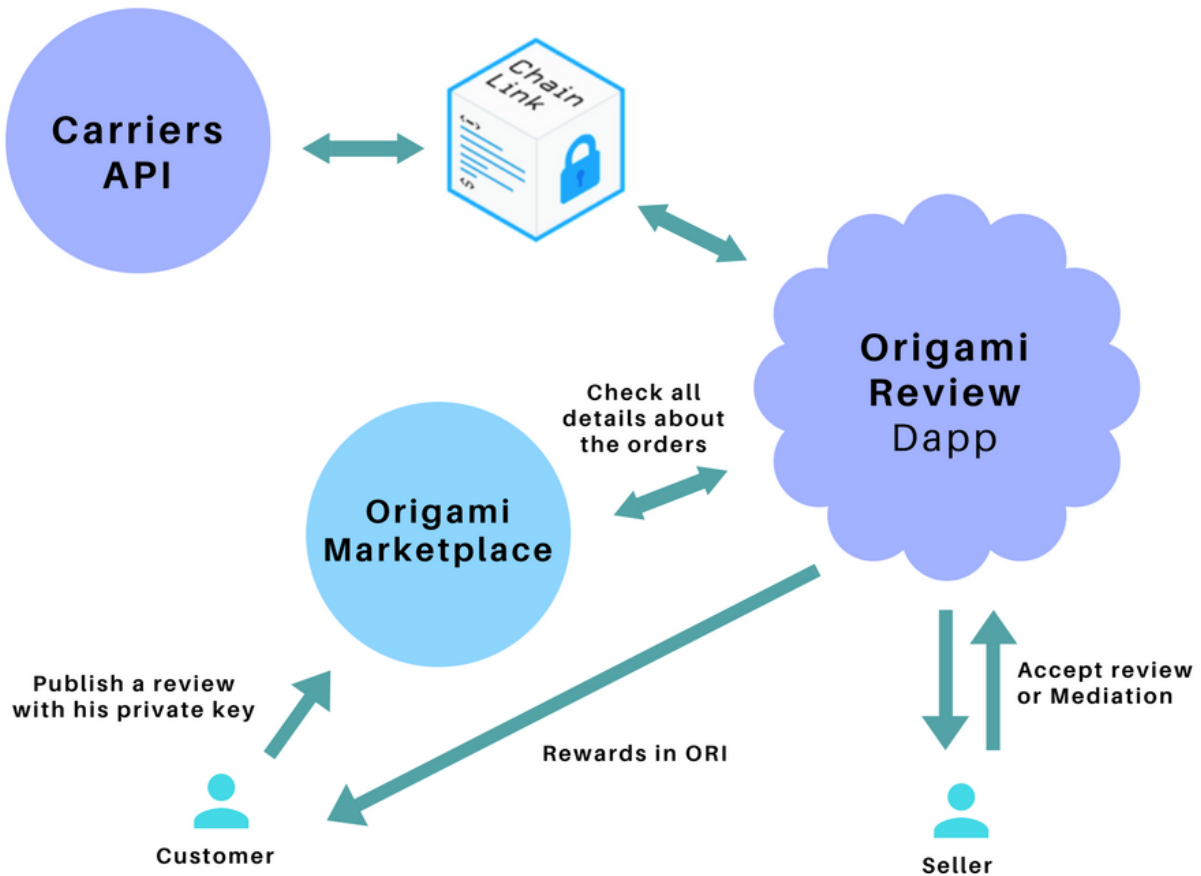 Carriers
API
Chain
Link
<->
</>
Origami
Review
Dapp
Check all
details about
the orders
Origami
Marketplace
Publish a review
with his private key
Accept review
or Mediation
Rewards in ORI
Customer
Seller